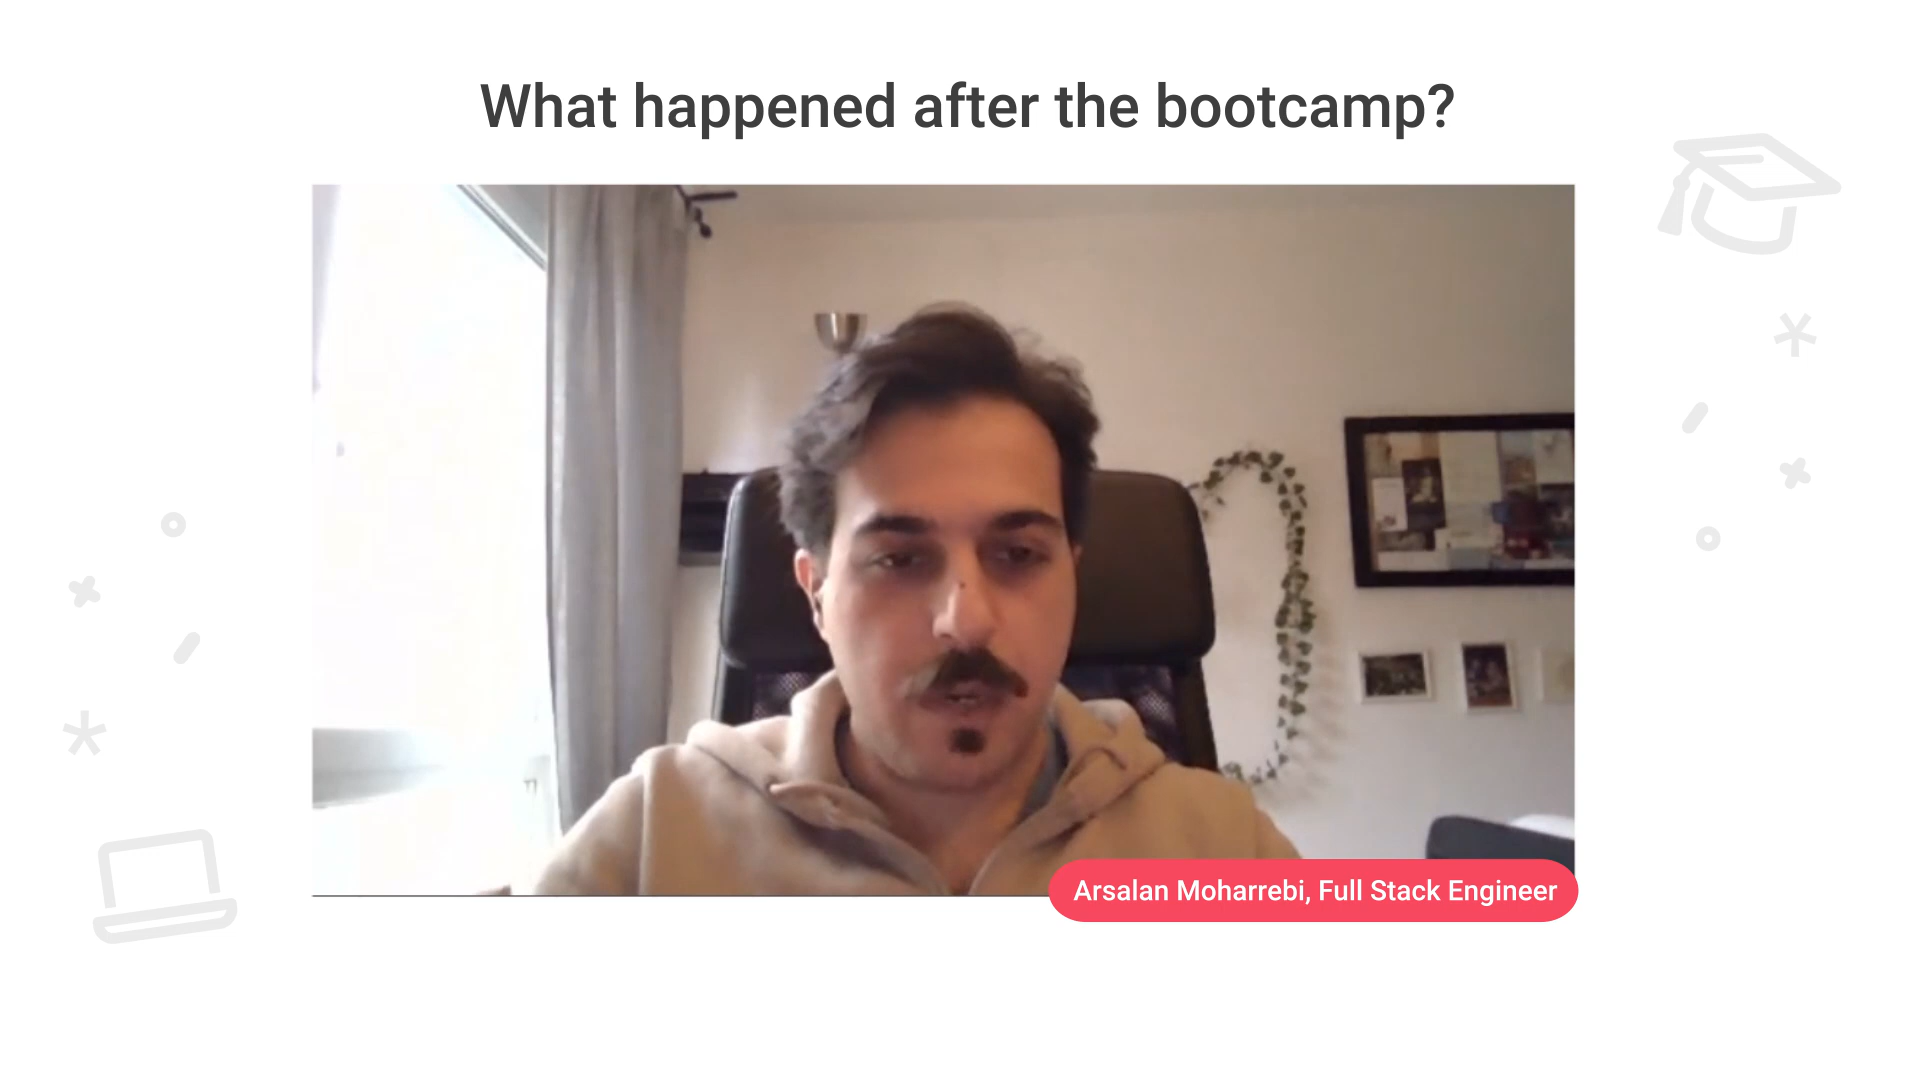 What happened after the bootcamp?
Arsalan Moharrebi, Full Stack Engineer